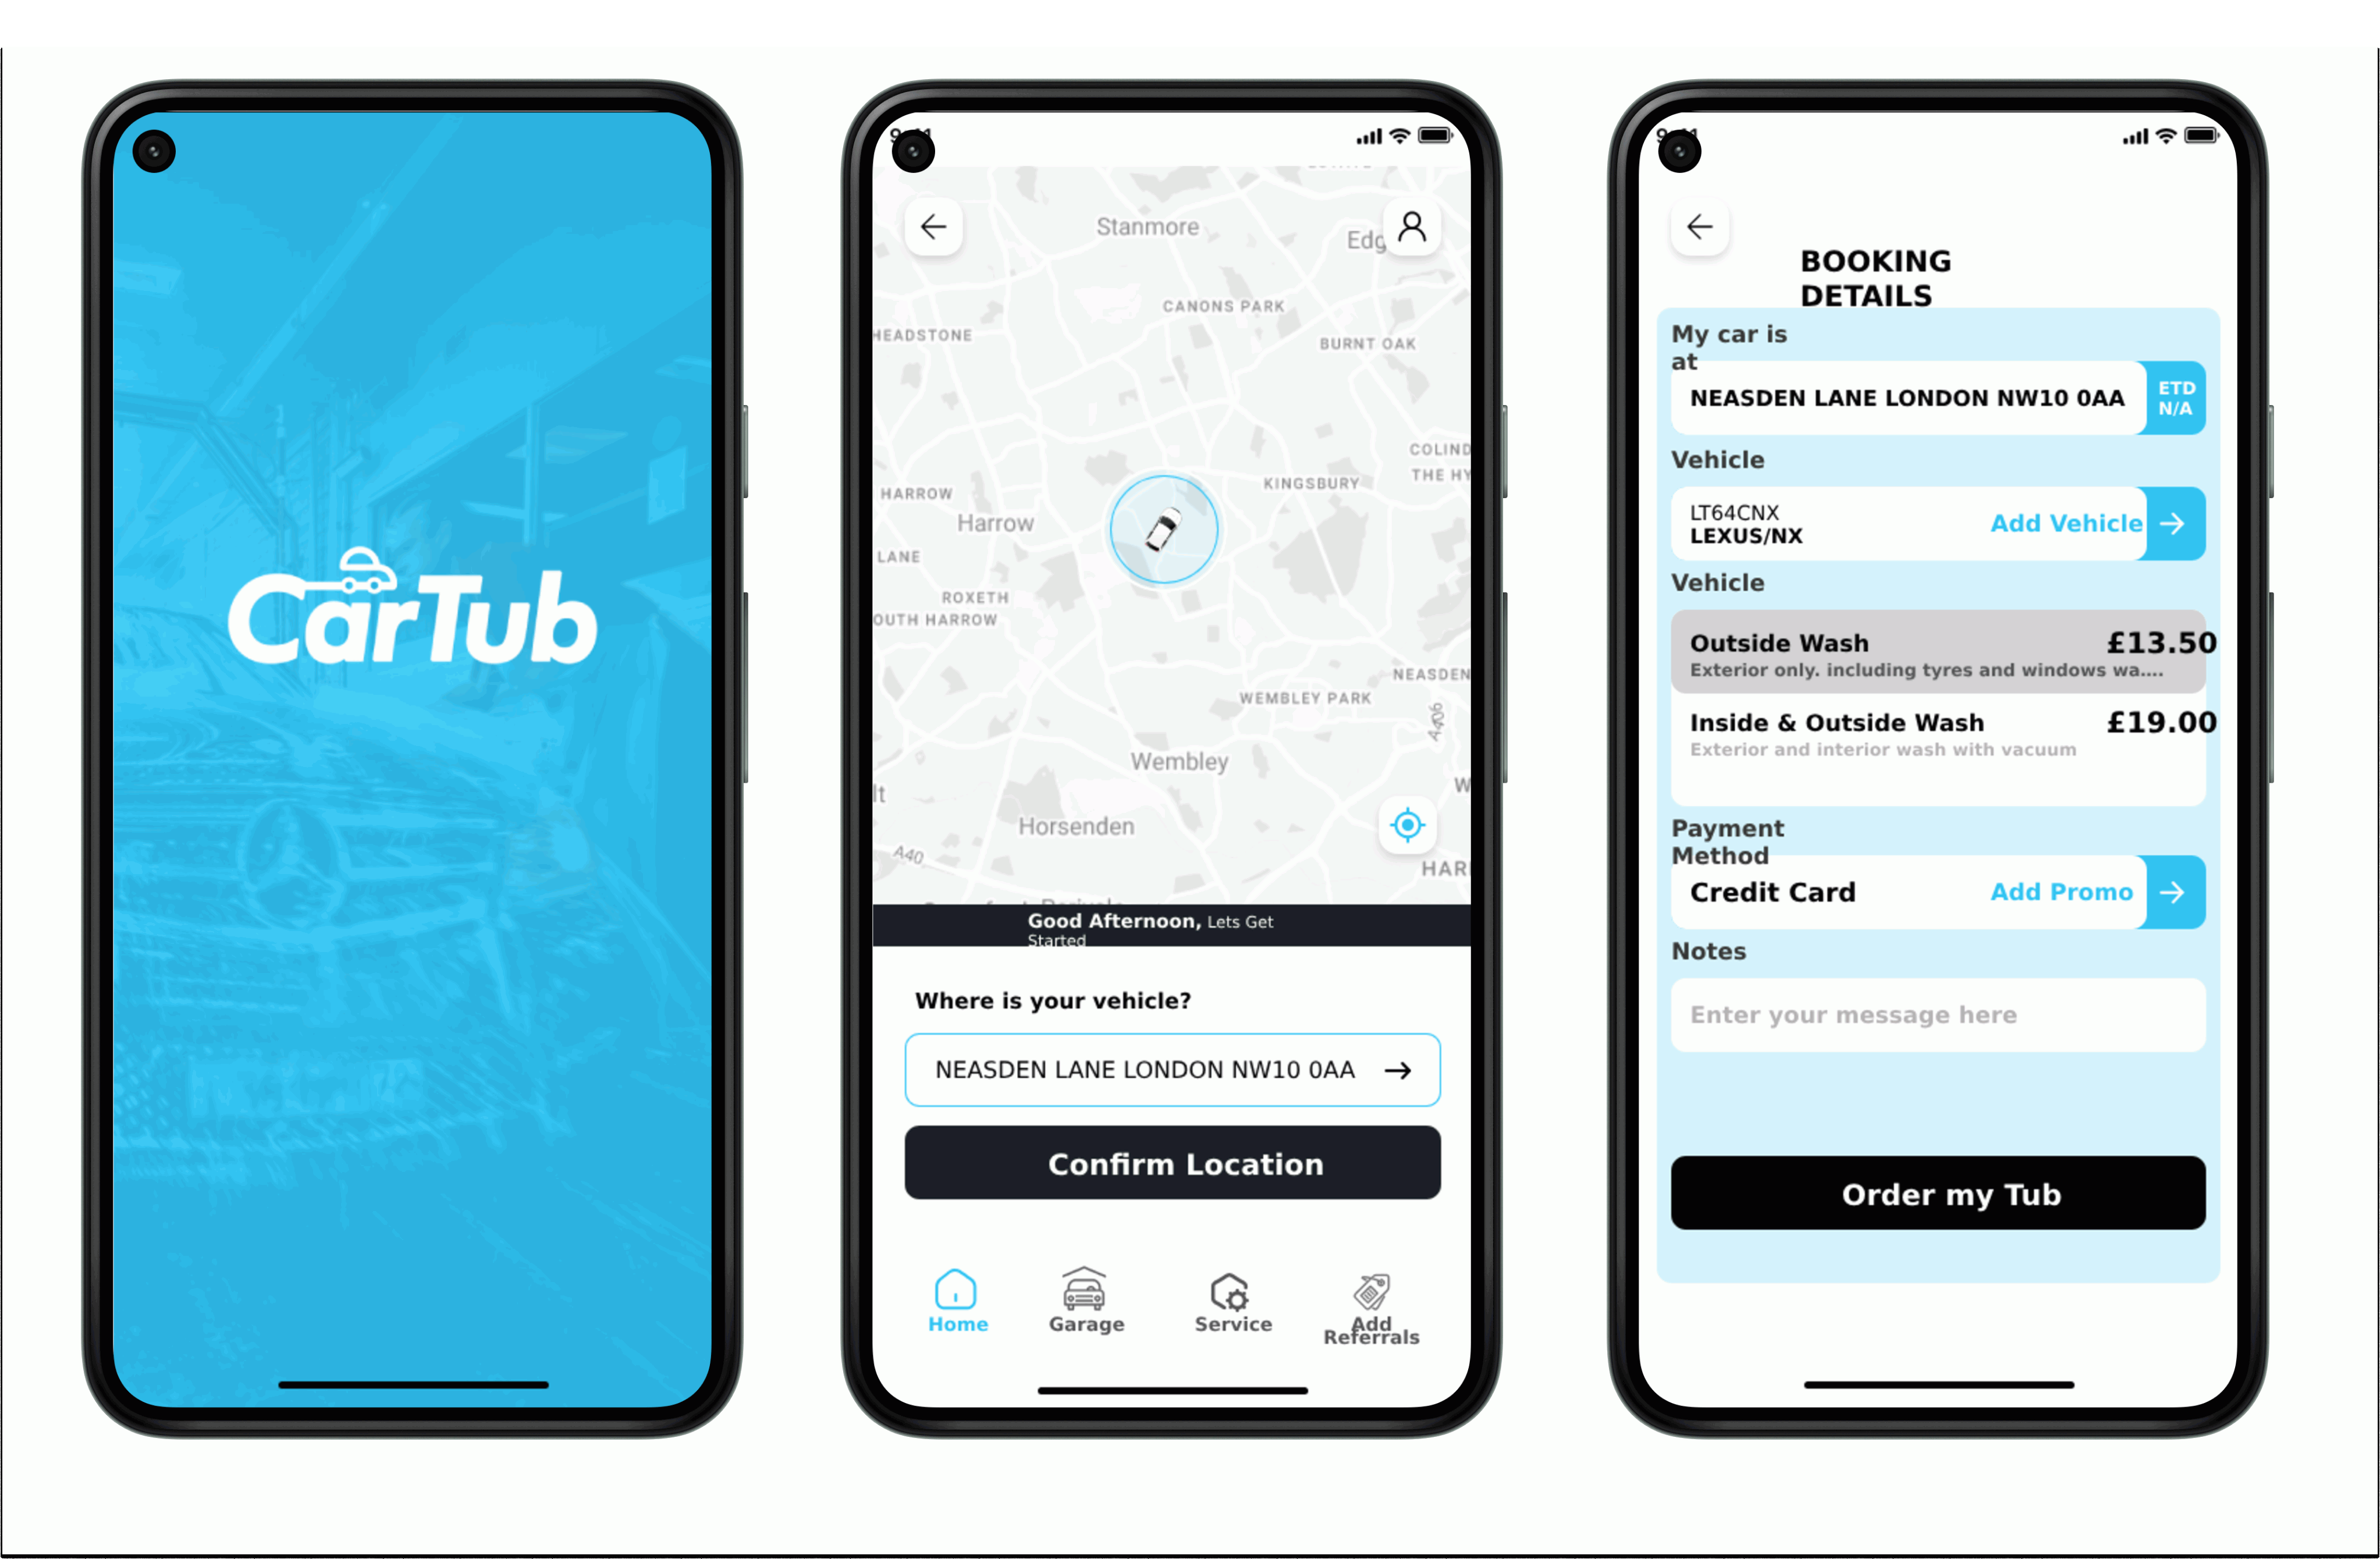 CarTub
Stanmore
Edg
CANONS PARK
HEADSTONE
BURNT OAK
COLIND
THE HY
KINGSBURY
HARROW
Harrow
LANE
ROXETH
OUTH HARROW
NEASDEN
WEMBLEY PARK
A406
Wembley
W
lt
Horsenden
A40
HAR
Good Afternoon, Lets Get
Started
Where is your vehicle?
NEASDEN LANE LONDON NW10 0AA
Confirm Location
Home
Garage
Service
Add
Referrals
BOOKING
DETAILS
My car is
at
NEASDEN LANE LONDON NW10 0AA
ETD
N/A
Vehicle
LT64CNX
LEXUS/NX
Add Vehicle
Vehicle
Outside Wash £13.50
Exterior only. including tyres and windows wa....
Inside & Outside Wash £19.00
Exterior and interior wash with vacuum
Payment
Method
Credit Card
Add Promo
Notes
Enter your message here
Order my Tub